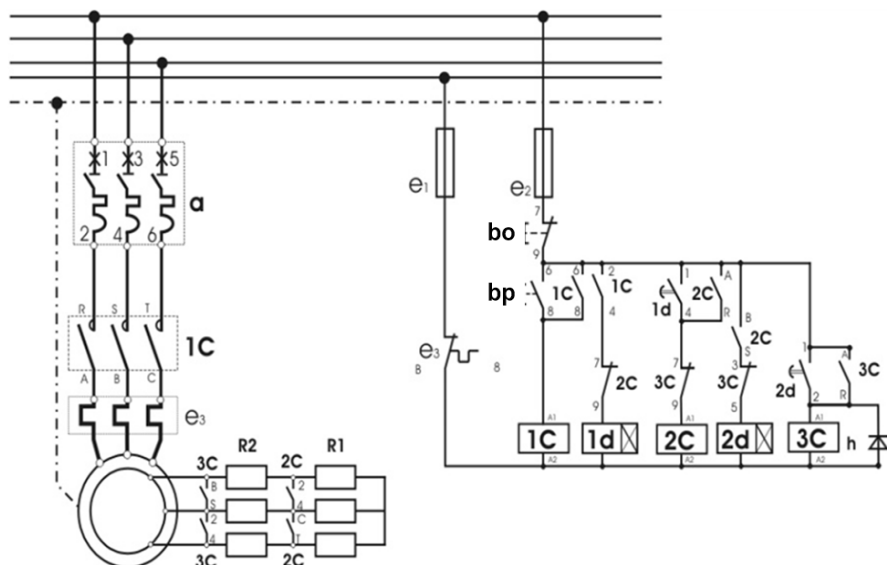 1 3 5
a
2 4 6
R S T
1C
A B C
e3
R2 R1
3C 2C
B 2
S 4
2 C
4 T
3C 2C
e1 e2
7
bo
9
6 6 2 1 A
bp 1C 1C 1d 2C
8 8 4 4 R B
2C
S
e3
B 8
7 7 3 1 A
2C 3C 3C 2d 3C
9 9 5 2 R
A1 A1 A1
1C 1d 2C 2d 3C h
A2 A2 A2